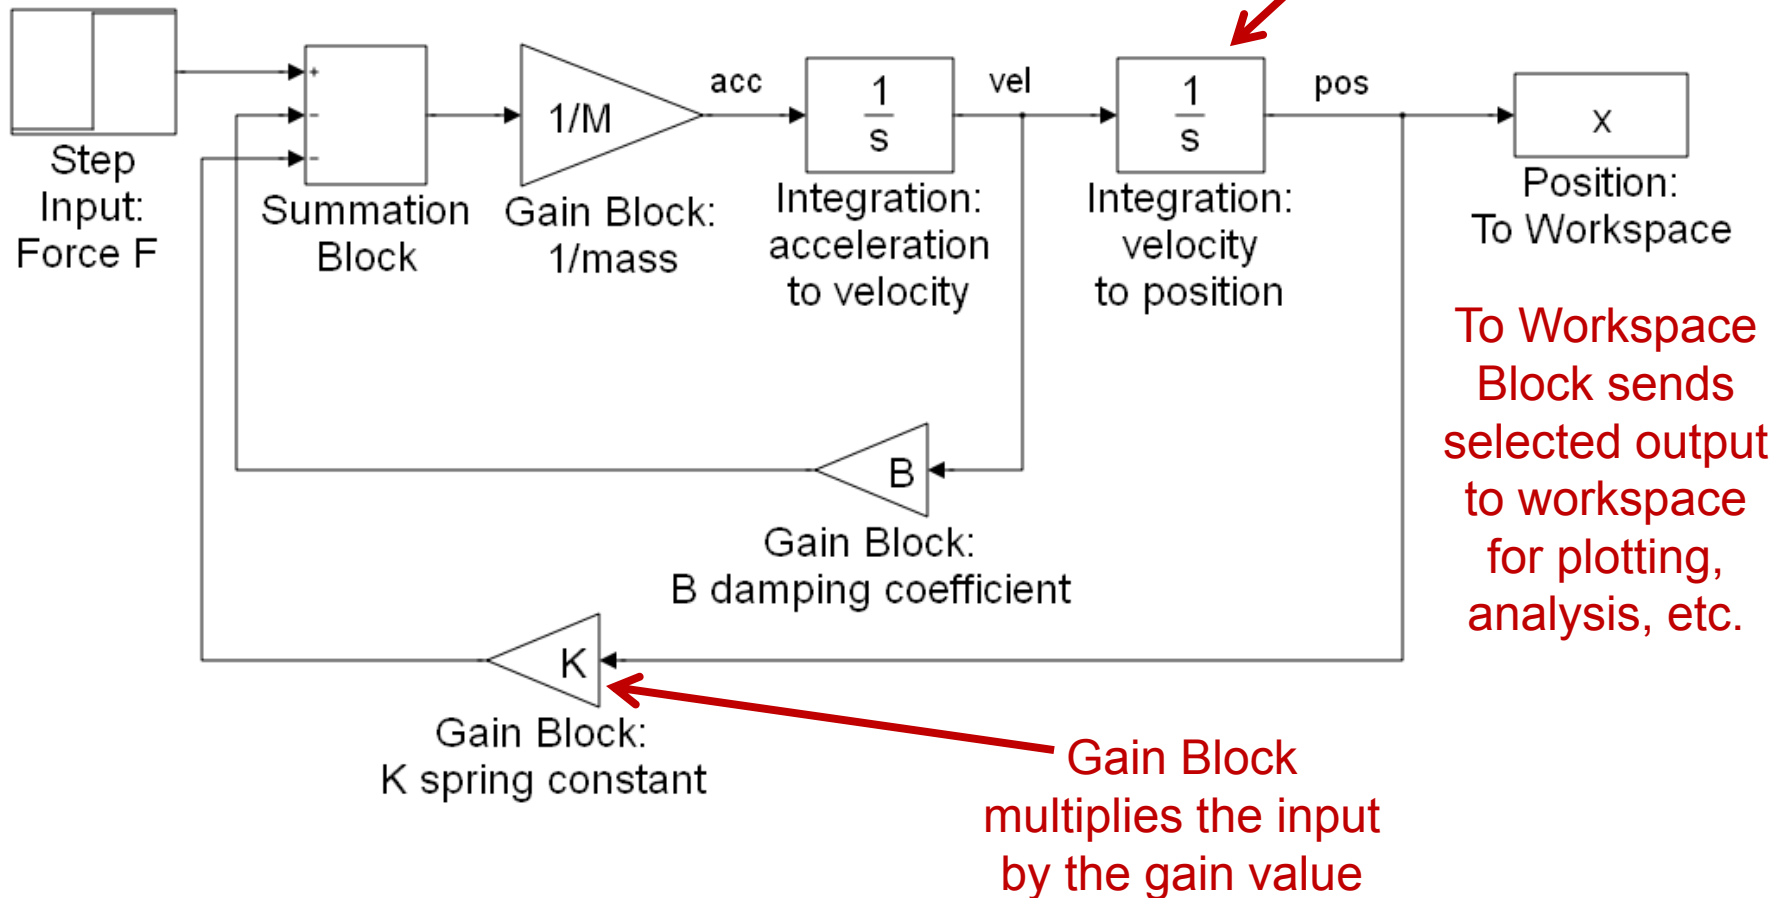 Step
Input:
Force F
+
-
-
Summation
Block
1/M
Gain Block:
1/mass
acc
1
s
Integration:
acceleration
to velocity
vel
1
s
Integration:
velocity
to position
pos
x
Position:
To Workspace
To Workspace
Block sends
selected output
to workspace
for plotting,
analysis, etc.
B
Gain Block:
B damping coefficient
K
Gain Block:
K spring constant
Gain Block
multiplies the input
by the gain value